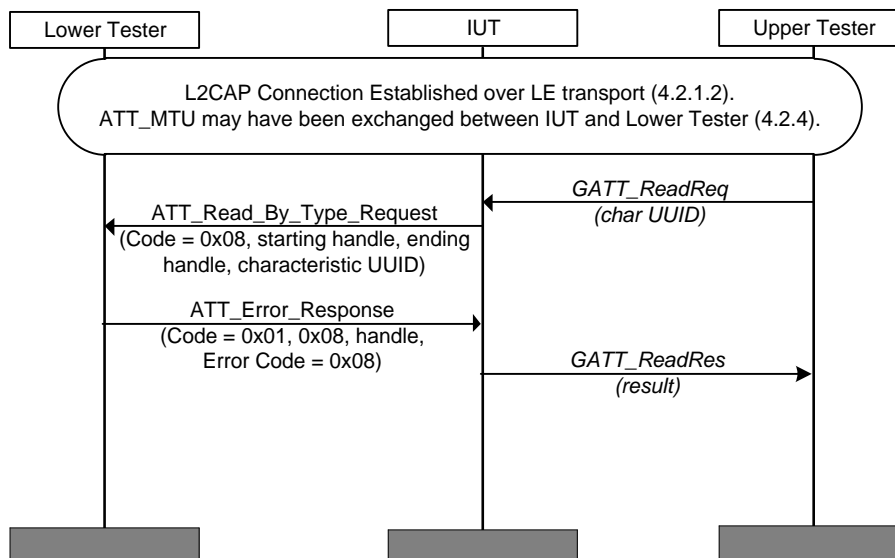 Lower Tester
IUT
Upper Tester
L2CAP Connection Established over LE transport (4.2.1.2).
ATT_MTU may have been exchanged between IUT and Lower Tester (4.2.4).
GATT_ReadReq
(char UUID)
ATT_Read_By_Type_Request
(Code = 0x08, starting handle, ending
handle, characteristic UUID)
ATT_Error_Response
(Code = 0x01, 0x08, handle,
Error Code = 0x08)
GATT_ReadRes
(result)